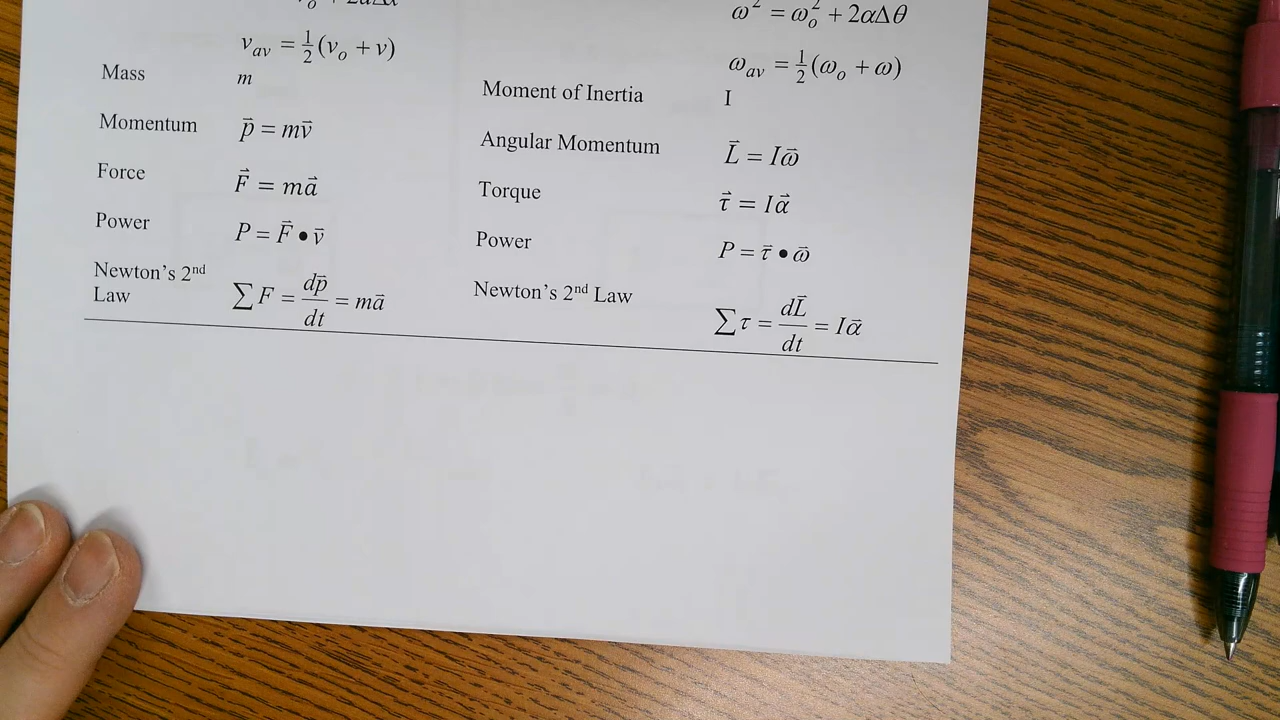 ω² = ω₀² + 2αΔθ
v_av = ½(v₀ + v)
ω_av = ½(ω₀ + ω)
Mass m
Moment of Inertia I
Momentum p⃗ = mv⃗
Angular Momentum L⃗ = Iω⃗
Force F⃗ = ma⃗
Torque τ⃗ = Iα⃗
Power P = F⃗ • v⃗
Power P = τ⃗ • ω⃗
Newton's 2nd
Law ∑F = dp⃗/dt = ma⃗
Newton's 2nd Law ∑τ = dL⃗/dt = Iα⃗